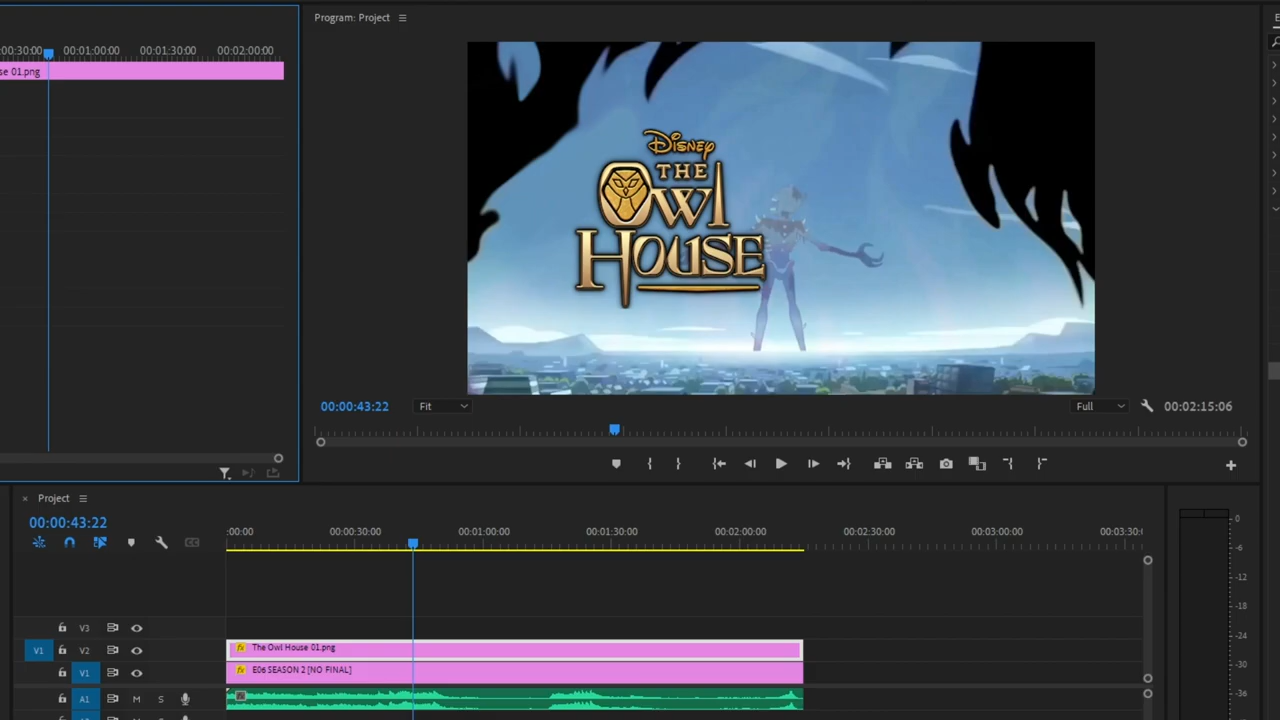 Program: Project
00:30:00 00:01:00:00 00:01:30:00 00:02:00:00
se 01.png
DISNEY
THE
OWL
HOUSE
00:00:43:22 Fit Full 00:02:15:06
× Project
00:00:43:22
:00:00 00:00:30:00 00:01:00:00 00:01:30:00 00:02:00:00 00:02:30:00 00:03:00:00 00:03:30:0
0
-6
-12
-18
-24
-30
-36
V3
V1 V2 The Owl House 01.png
V1 E06 SEASON 2 [NO FINAL]
A1 M S